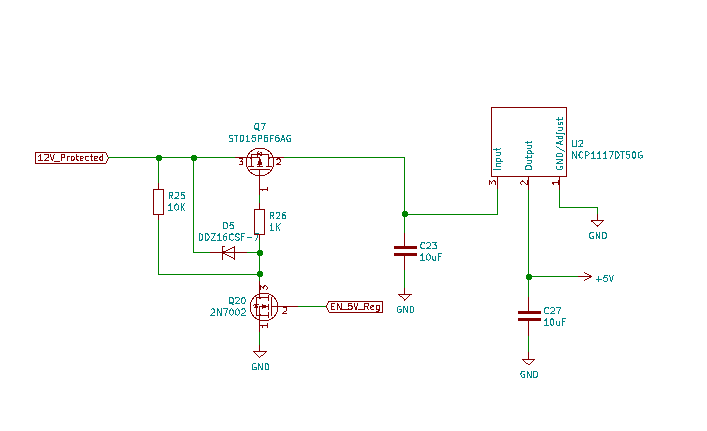 Q7
STD15P6F6AG
12V_Protected
3
2
1
R25
10K
R26
1K
D5
DDZ16CSF-7
Q20
2N7002
3
2
1
EN_5V_Reg
GND
C23
10uF
GND
Input
Output
GND/Adjust
3
2
1
U2
NCP1117DT50G
GND
+5V
C27
10uF
GND